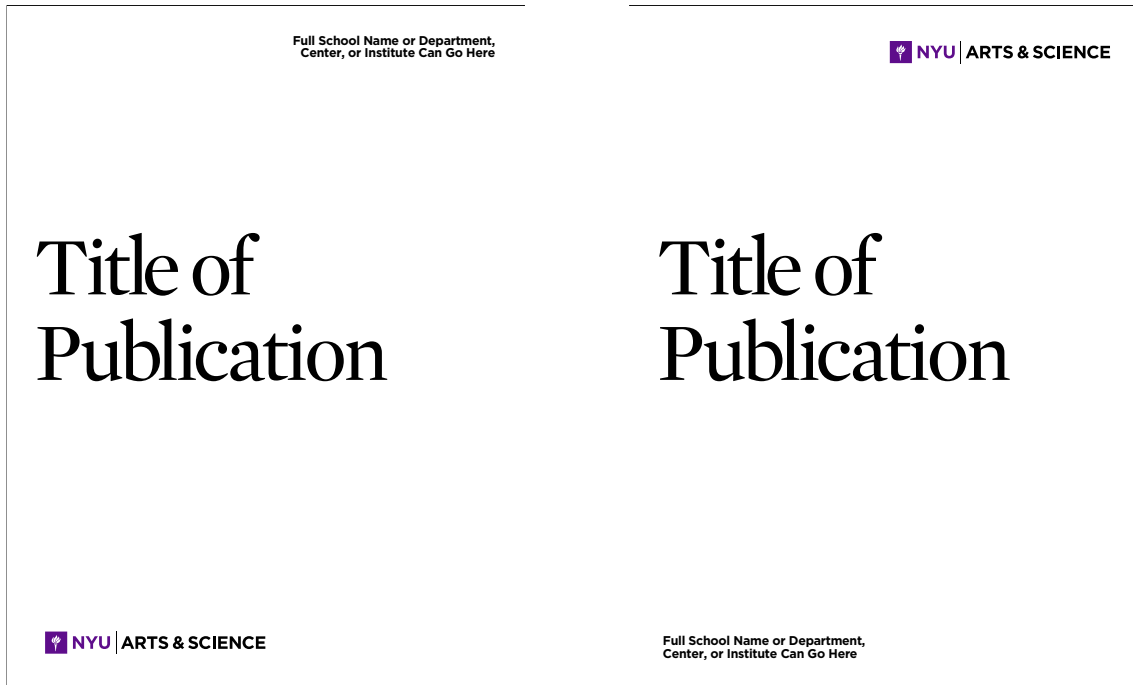 Full School Name or Department,
Center, or Institute Can Go Here
Title of
Publication
NYU ARTS & SCIENCE
NYU ARTS & SCIENCE
Title of
Publication
Full School Name or Department,
Center, or Institute Can Go Here